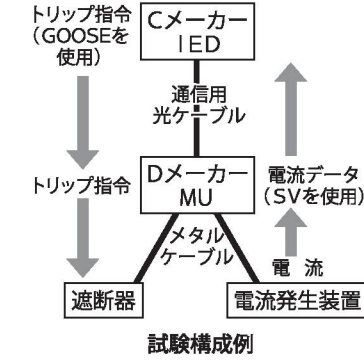 トリップ指令
（GOOSEを
使用）
Cメーカー
IED
通信用
光ケーブル
トリップ指令
Dメーカー
MU
電流データ
（SVを使用）
メタル
ケーブル
電 流
遮断器
電流発生装置
試験構成例